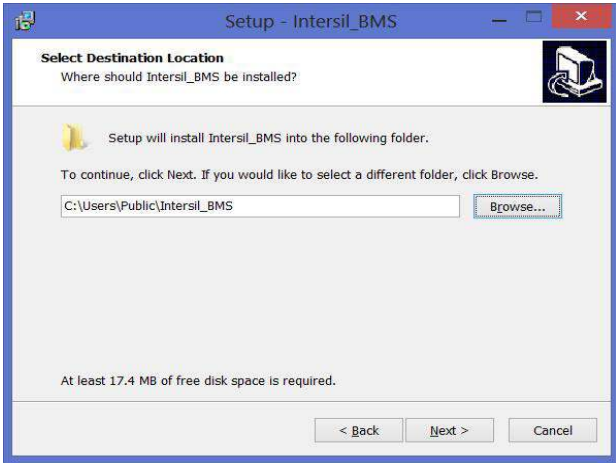 Setup - Intersil_BMS
Select Destination Location
Where should Intersil_BMS be installed?
Setup will install Intersil_BMS into the following folder.
To continue, click Next. If you would like to select a different folder, click Browse.
C:\Users\Public\Intersil_BMS
Browse...
At least 17.4 MB of free disk space is required.
< Back
Next >
Cancel